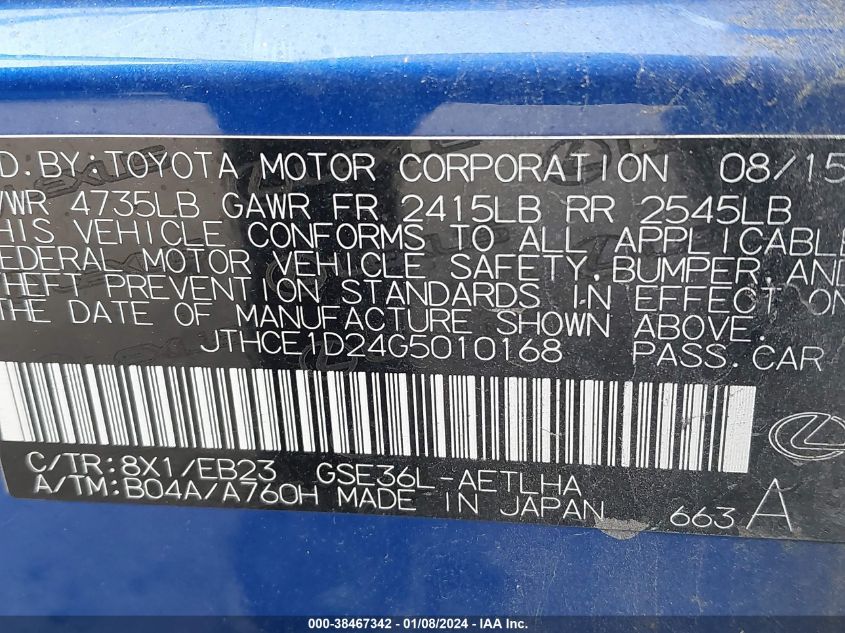 D. BY: TOYOTA MOTOR CORPORATION 08/15
VWR 4735LB GAWR FR 2415LB RR 2545LB
HIS VEHICLE CONFORMS TO ALL APPLICABLE
EDERAL MOTOR VEHICLE SAFETY, BUMPER, AND
HEFT PREVENTION STANDARDS IN EFFECT ON
THE DATE OF MANUFACTURE SHOWN ABOVE.
JTHCE1D24G5010168 PASS.CAR
C/TR: 8X1/EB23 GSE36L-AETLHA
A/TM: B04A/A760H MADE IN JAPAN 663 A
000-38467342 | 01/08/2024 | IAA Inc.